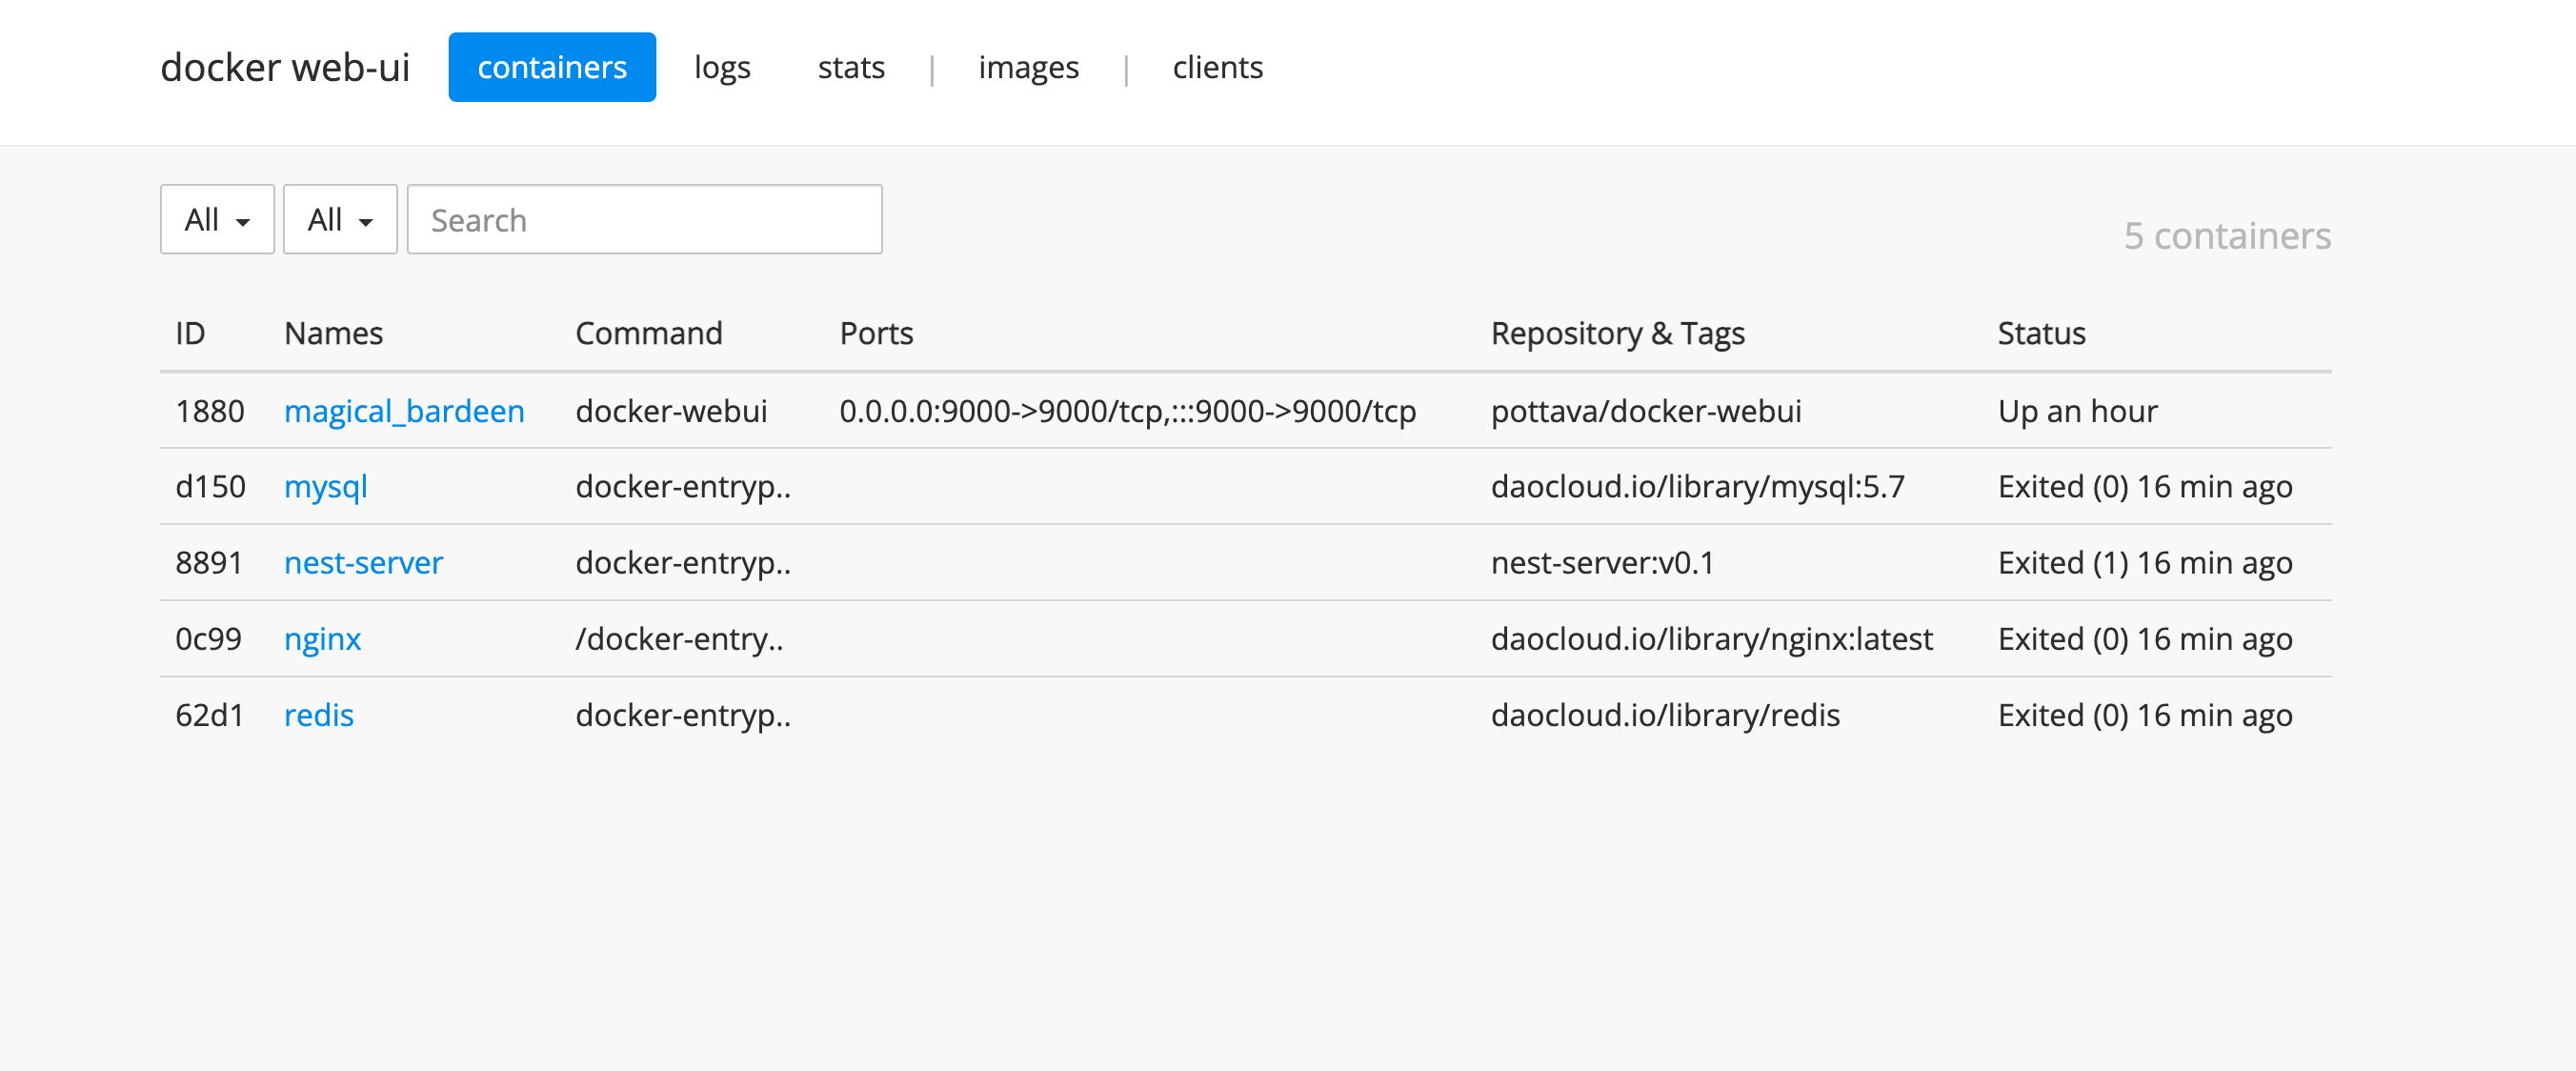 docker web-ui containers logs stats | images | clients
All All Search
5 containers
ID Names Command Ports Repository & Tags Status
1880 magical_bardeen docker-webui 0.0.0.0:9000->9000/tcp,:::9000->9000/tcp pottava/docker-webui Up an hour
d150 mysql docker-entryp.. daocloud.io/library/mysql:5.7 Exited (0) 16 min ago
8891 nest-server docker-entryp.. nest-server:v0.1 Exited (1) 16 min ago
0c99 nginx /docker-entry.. daocloud.io/library/nginx:latest Exited (0) 16 min ago
62d1 redis docker-entryp.. daocloud.io/library/redis Exited (0) 16 min ago